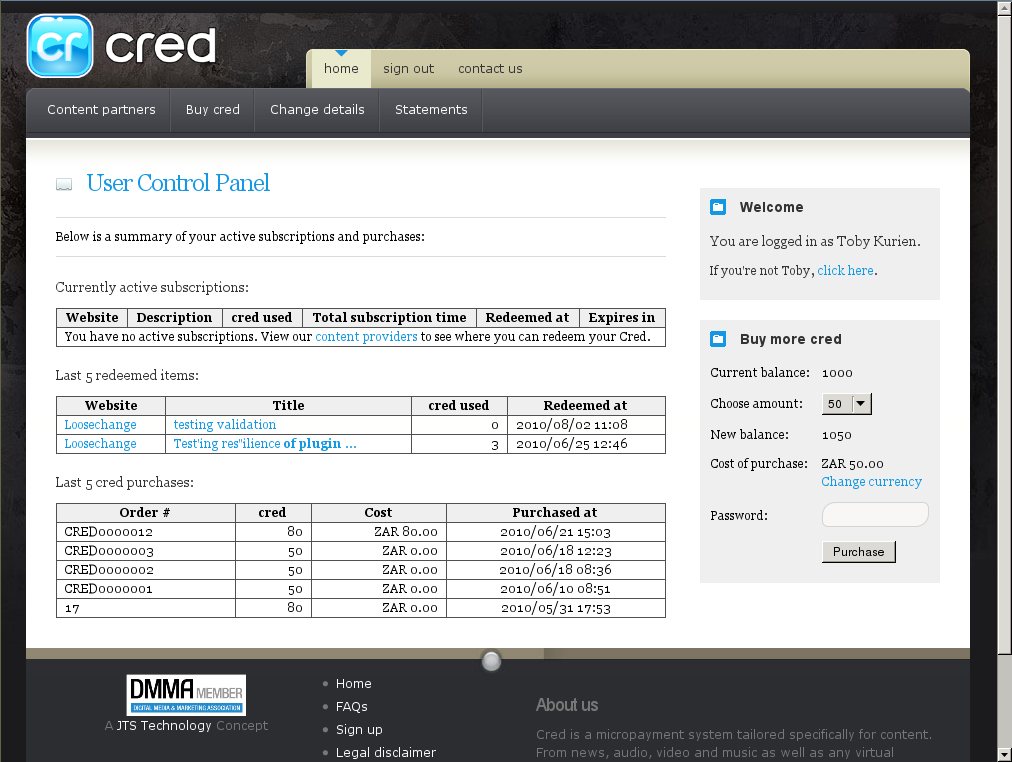 cr cred
home sign out contact us
Content partners Buy cred Change details Statements
User Control Panel
Below is a summary of your active subscriptions and purchases:
Currently active subscriptions:
Website Description cred used Total subscription time Redeemed at Expires in
You have no active subscriptions. View our content providers to see where you can redeem your Cred.
Last 5 redeemed items:
Website Title cred used Redeemed at
Loosechange testing validation 0 2010/08/02 11:08
Loosechange Test'ing res"ilience of plugin ... 3 2010/06/25 12:46
Last 5 cred purchases:
Order # cred Cost Purchased at
CRED0000012 80 ZAR 80.00 2010/06/21 15:03
CRED0000003 50 ZAR 0.00 2010/06/18 12:23
CRED0000002 50 ZAR 0.00 2010/06/18 08:36
CRED0000001 50 ZAR 0.00 2010/06/10 08:51
17 80 ZAR 0.00 2010/05/31 17:53
Welcome
You are logged in as Toby Kurien.
If you're not Toby, click here.
Buy more cred
Current balance: 1000
Choose amount: 50
New balance: 1050
Cost of purchase: ZAR 50.00
Change currency
Password:
Purchase
DMMA MEMBER
DIGITAL MEDIA & MARKETING ASSOCIATION
A JTS Technology Concept
Home
FAQs
Sign up
Legal disclaimer
About us
Cred is a micropayment system tailored specifically for content.
From news, audio, video and music as well as any virtual